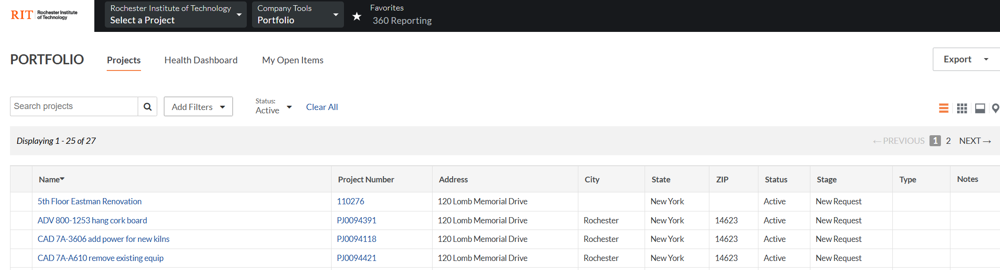 RIT Rochester Institute of Technology
Rochester Institute of Technology
Select a Project
Company Tools
Portfolio
Favorites
360 Reporting
PORTFOLIO Projects Health Dashboard My Open Items Export
Search projects Add Filters Status: Active Clear All
Displaying 1 - 25 of 27 ← PREVIOUS 1 2 NEXT →
Name Project Number Address City State ZIP Status Stage Type Notes
5th Floor Eastman Renovation 110276 120 Lomb Memorial Drive New York Active New Request
ADV 800-1253 hang cork board PJ0094391 120 Lomb Memorial Drive Rochester New York 14623 Active New Request
CAD 7A-3606 add power for new kilns PJ0094118 120 Lomb Memorial Drive Rochester New York 14623 Active New Request
CAD 7A-A610 remove existing equip PJ0094421 120 Lomb Memorial Drive Rochester New York 14623 Active New Request